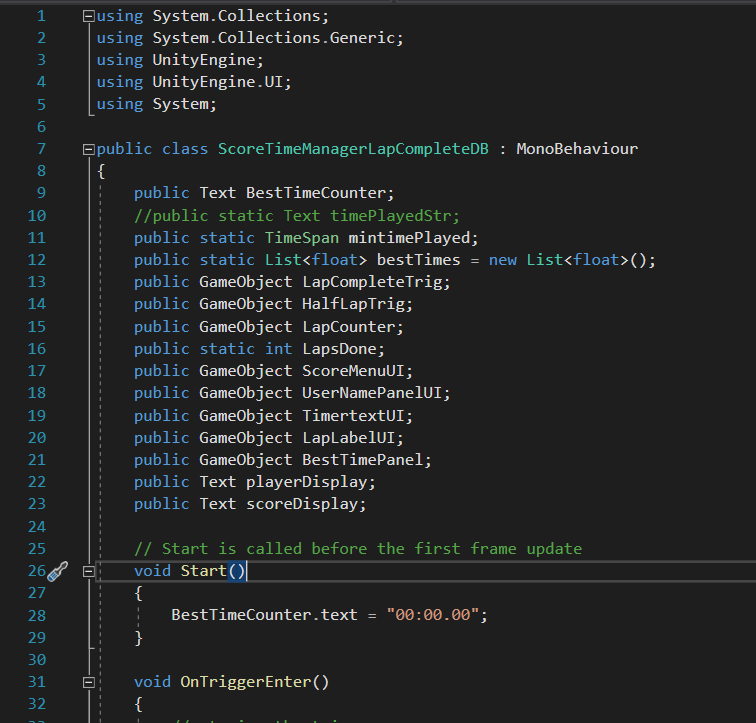 1 using System.Collections;
2 using System.Collections.Generic;
3 using UnityEngine;
4 using UnityEngine.UI;
5 using System;
6
7 public class ScoreTimeManagerLapCompleteDB : MonoBehaviour
8 {
9 public Text BestTimeCounter;
10 //public static Text timePlayedStr;
11 public static TimeSpan mintimePlayed;
12 public static List<float> bestTimes = new List<float>();
13 public GameObject LapCompleteTrig;
14 public GameObject HalfLapTrig;
15 public GameObject LapCounter;
16 public static int LapsDone;
17 public GameObject ScoreMenuUI;
18 public GameObject UserNamePanelUI;
19 public GameObject TimertextUI;
20 public GameObject LapLabelUI;
21 public GameObject BestTimePanel;
22 public Text playerDisplay;
23 public Text scoreDisplay;
24
25 // Start is called before the first frame update
26 void Start()
27 {
28 BestTimeCounter.text = "00:00.00";
29 }
30
31 void OnTriggerEnter()
32 {